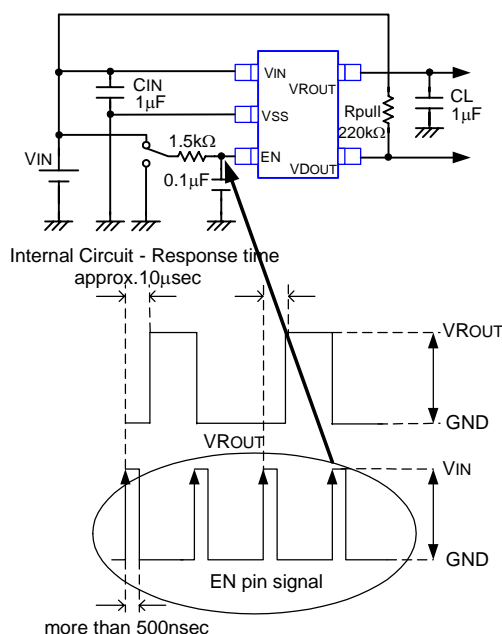 CIN
1μF
VIN
VROUT
VSS
Rpull
220kΩ
CL
1μF
VIN
1.5kΩ
EN
0.1μF
VDOUT
Internal Circuit - Response time
approx.10μsec
VROUT
GND
VROUT
VIN
GND
EN pin signal
more than 500nsec